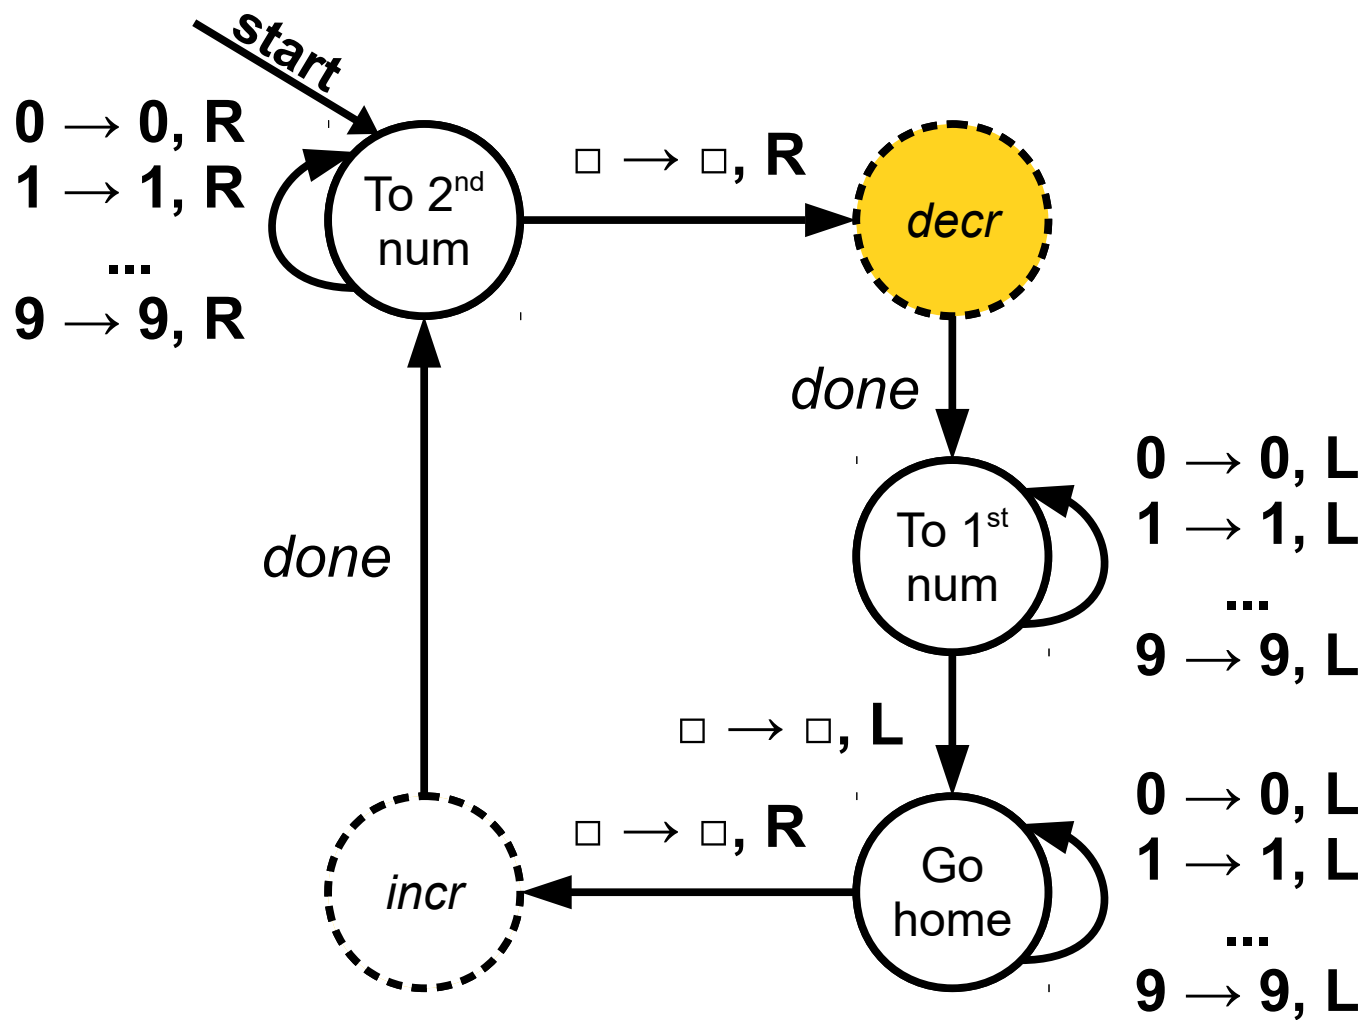 start
0 → 0, R
1 → 1, R
...
9 → 9, R
To 2nd
num
□ → □, R
decr
done
0 → 0, L
1 → 1, L
...
9 → 9, L
To 1st
num
done
□ → □, L
0 → 0, L
1 → 1, L
...
9 → 9, L
□ → □, R
Go
home
incr